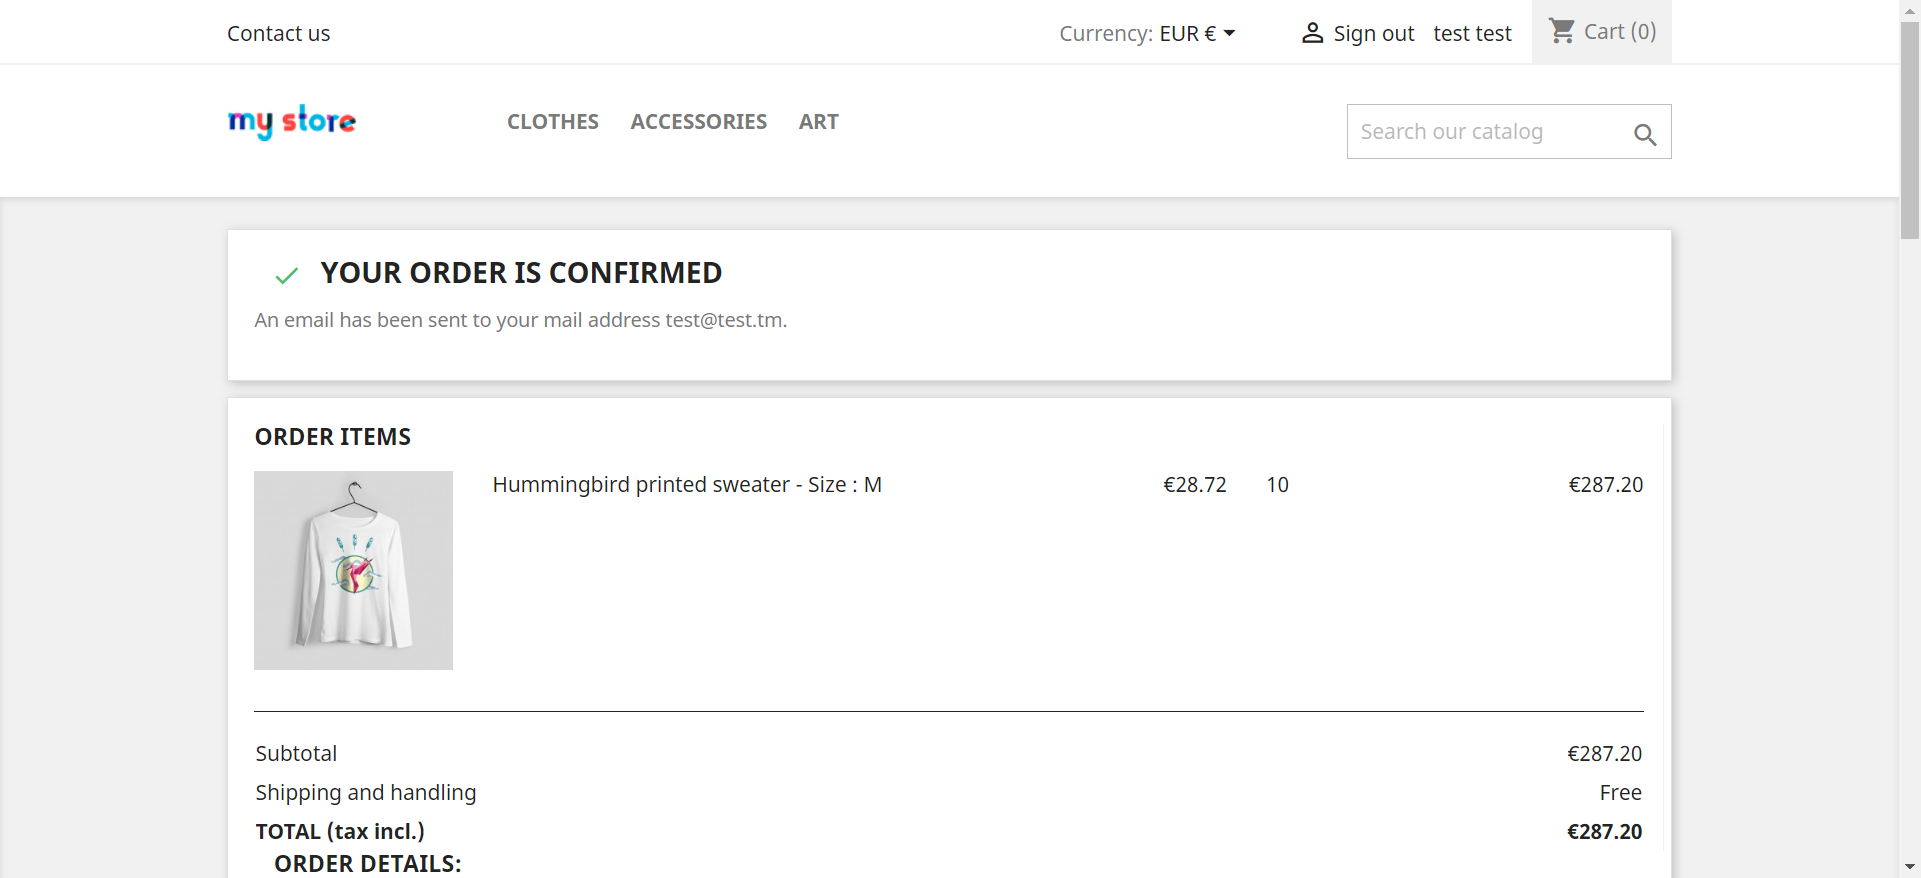 Contact us
Currency: EUR € Sign out test test Cart (0)
my store CLOTHES ACCESSORIES ART Search our catalog
YOUR ORDER IS CONFIRMED
An email has been sent to your mail address test@test.tm.
ORDER ITEMS
Hummingbird printed sweater - Size : M €28.72 10 €287.20
Subtotal €287.20
Shipping and handling Free
TOTAL (tax incl.) €287.20
ORDER DETAILS: